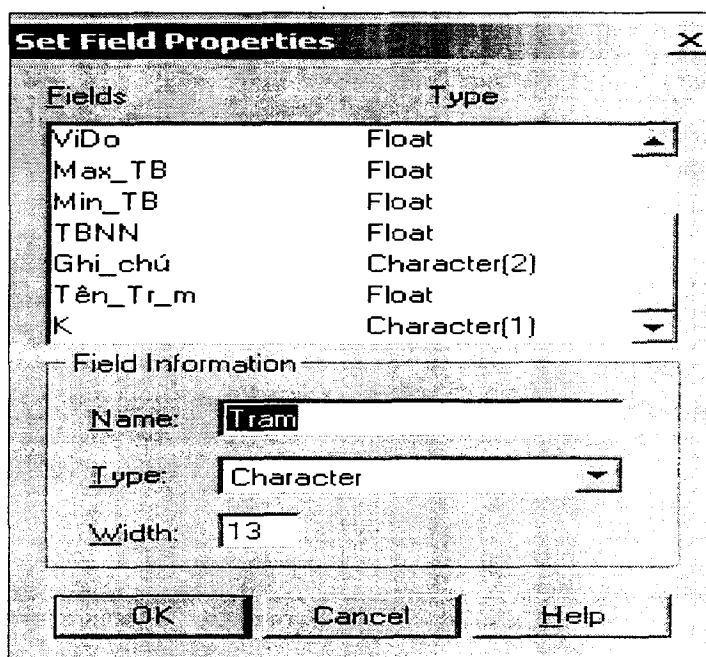 Set Field Properties
Fields Type
ViDo Float
Max_TB Float
Min_TB Float
TBNN Float
Ghi_chú Character(2)
Tên_Tr_m Float
K Character(1)
Field Information
Name: Tram
Type: Character
Width: 13
OK Cancel Help